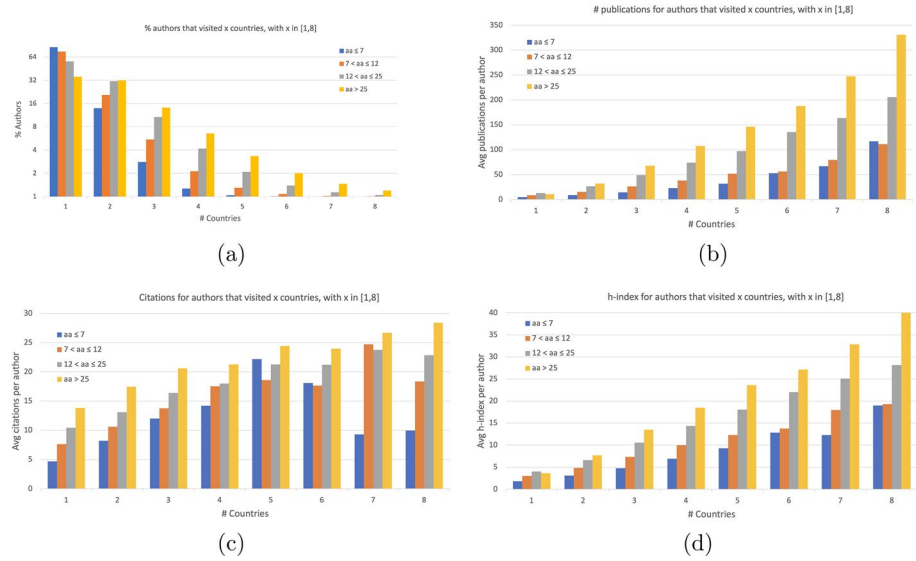 % authors that visited x countries, with x in [1,8]
% Authors
64
32
16
8
4
2
1
aa ≤ 7
7 < aa ≤ 12
12 < aa ≤ 25
aa > 25
1 2 3 4 5 6 7 8
# Countries
(a)
# publications for authors that visited x countries, with x in [1,8]
Avg publications per author
350
300
250
200
150
100
50
0
aa ≤ 7
7 < aa ≤ 12
12 < aa ≤ 25
aa > 25
1 2 3 4 5 6 7 8
# Countries
(b)
Citations for authors that visited x countries, with x in [1,8]
Avg citations per author
30
25
20
15
10
5
0
aa ≤ 7
7 < aa ≤ 12
12 < aa ≤ 25
aa > 25
1 2 3 4 5 6 7 8
# Countries
(c)
h-index for authors that visited x countries, with x in [1,8]
Avg h-index per author
40
35
30
25
20
15
10
5
0
aa ≤ 7
7 < aa ≤ 12
12 < aa ≤ 25
aa > 25
1 2 3 4 5 6 7 8
# Countries
(d)